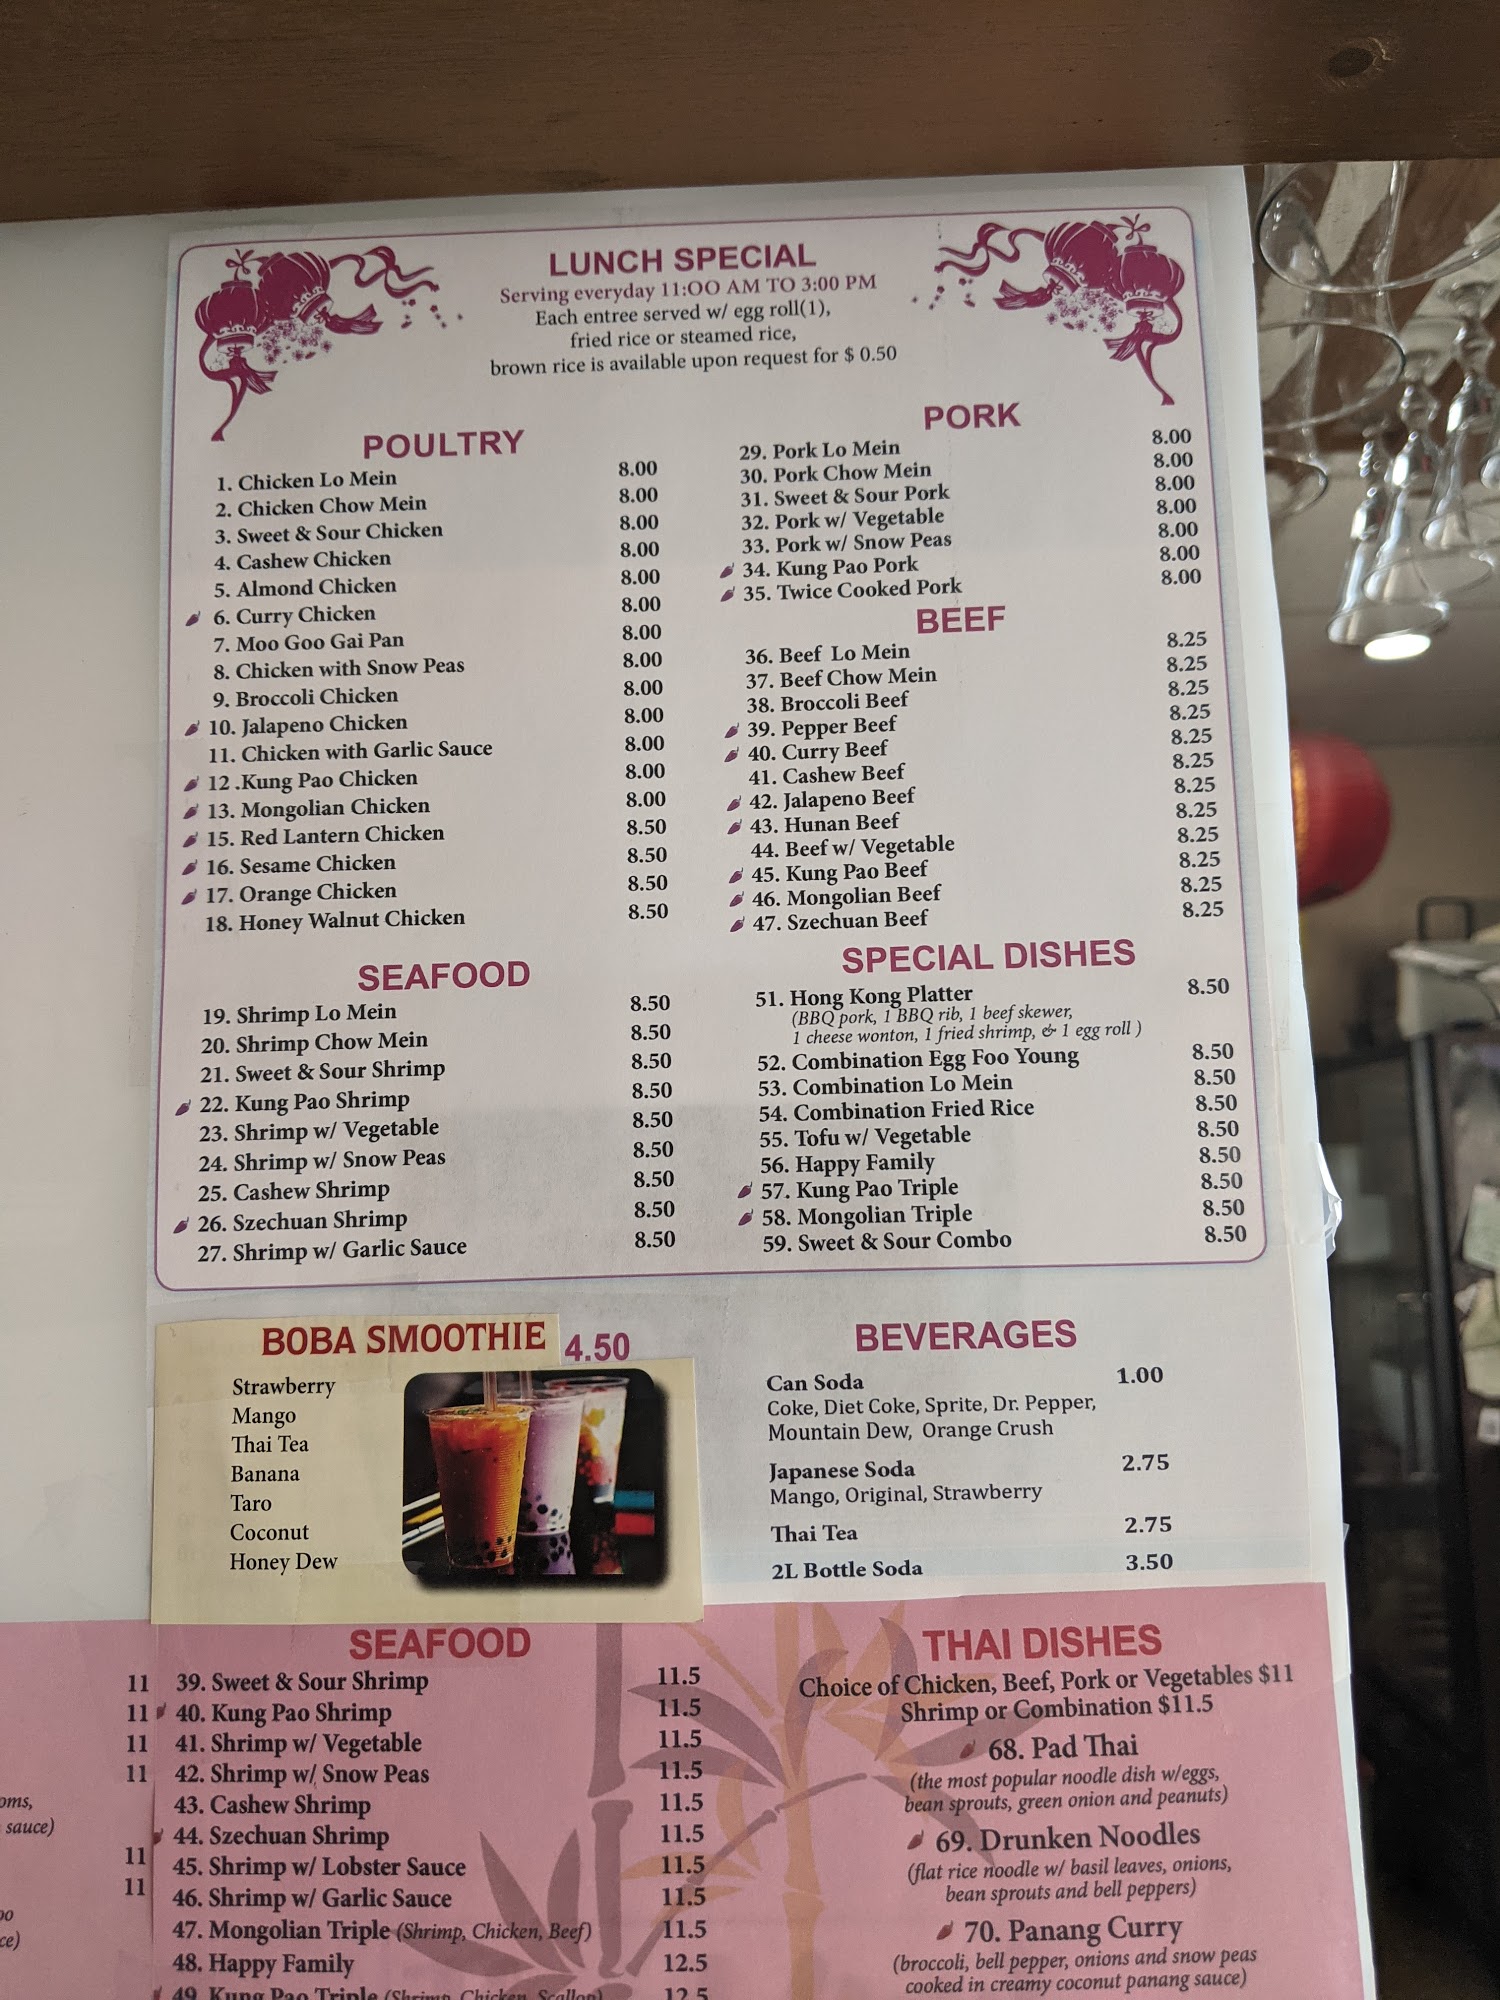 LUNCH SPECIAL
Serving everyday 11:OO AM TO 3:00 PM
Each entree served w/ egg roll(1),
fried rice or steamed rice,
brown rice is available upon request for $ 0.50
POULTRY
1. Chicken Lo Mein 8.00
2. Chicken Chow Mein 8.00
3. Sweet & Sour Chicken 8.00
4. Cashew Chicken 8.00
5. Almond Chicken 8.00
6. Curry Chicken 8.00
7. Moo Goo Gai Pan 8.00
8. Chicken with Snow Peas 8.00
9. Broccoli Chicken 8.00
10. Jalapeno Chicken 8.00
11. Chicken with Garlic Sauce 8.00
12 .Kung Pao Chicken 8.00
13. Mongolian Chicken 8.00
15. Red Lantern Chicken 8.50
16. Sesame Chicken 8.50
17. Orange Chicken 8.50
18. Honey Walnut Chicken 8.50
SEAFOOD
19. Shrimp Lo Mein 8.50
20. Shrimp Chow Mein 8.50
21. Sweet & Sour Shrimp 8.50
22. Kung Pao Shrimp 8.50
23. Shrimp w/ Vegetable 8.50
24. Shrimp w/ Snow Peas 8.50
25. Cashew Shrimp 8.50
26. Szechuan Shrimp 8.50
27. Shrimp w/ Garlic Sauce 8.50
PORK
29. Pork Lo Mein 8.00
30. Pork Chow Mein 8.00
31. Sweet & Sour Pork 8.00
32. Pork w/ Vegetable 8.00
33. Pork w/ Snow Peas 8.00
34. Kung Pao Pork 8.00
35. Twice Cooked Pork 8.00
BEEF
36. Beef Lo Mein 8.25
37. Beef Chow Mein 8.25
38. Broccoli Beef 8.25
39. Pepper Beef 8.25
40. Curry Beef 8.25
41. Cashew Beef 8.25
42. Jalapeno Beef 8.25
43. Hunan Beef 8.25
44. Beef w/ Vegetable 8.25
45. Kung Pao Beef 8.25
46. Mongolian Beef 8.25
47. Szechuan Beef 8.25
SPECIAL DISHES
51. Hong Kong Platter 8.50
(BBQ pork, 1 BBQ rib, 1 beef skewer,
1 cheese wonton, 1 fried shrimp, & 1 egg roll )
52. Combination Egg Foo Young 8.50
53. Combination Lo Mein 8.50
54. Combination Fried Rice 8.50
55. Tofu w/ Vegetable 8.50
56. Happy Family 8.50
57. Kung Pao Triple 8.50
58. Mongolian Triple 8.50
59. Sweet & Sour Combo 8.50
BOBA SMOOTHIE 4.50
Strawberry
Mango
Thai Tea
Banana
Taro
Coconut
Honey Dew
BEVERAGES
Can Soda 1.00
Coke, Diet Coke, Sprite, Dr. Pepper,
Mountain Dew, Orange Crush
Japanese Soda 2.75
Mango, Original, Strawberry
Thai Tea 2.75
2L Bottle Soda 3.50
11
11
11
11
sauce)
11
11
SEAFOOD
39. Sweet & Sour Shrimp 11.5
40. Kung Pao Shrimp 11.5
41. Shrimp w/ Vegetable 11.5
42. Shrimp w/ Snow Peas 11.5
43. Cashew Shrimp 11.5
44. Szechuan Shrimp 11.5
45. Shrimp w/ Lobster Sauce 11.5
46. Shrimp w/ Garlic Sauce 11.5
47. Mongolian Triple (Shrimp, Chicken, Beef) 11.5
48. Happy Family 12.5
49. Kung Pao Triple (Shrimp, Chicken, Scallop) 12.5
THAI DISHES
Choice of Chicken, Beef, Pork or Vegetables $11
Shrimp or Combination $11.5
68. Pad Thai
(the most popular noodle dish w/eggs,
bean sprouts, green onion and peanuts)
69. Drunken Noodles
(flat rice noodle w/ basil leaves, onions,
bean sprouts and bell peppers)
70. Panang Curry
(broccoli, bell pepper, onions and snow peas
cooked in creamy coconut panang sauce)